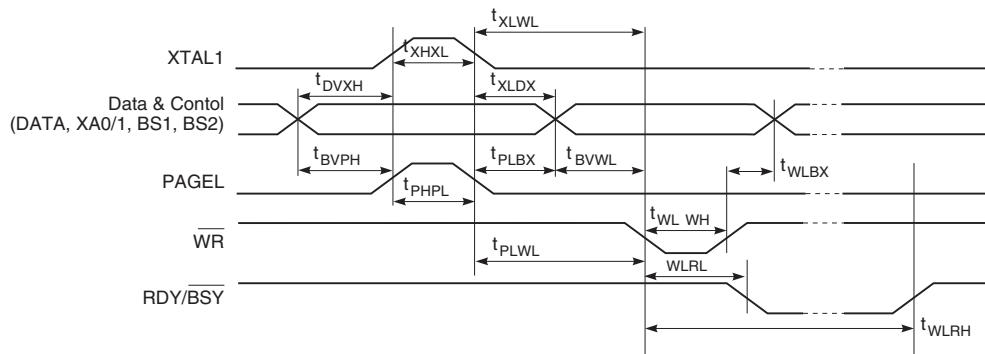 tXLWL
XTAL1
tXHXL
tDVXH
tXLDX
Data & Contol
(DATA, XA0/1, BS1, BS2)
tBVPH
tPLBX
tBVWL
tWLBX
PAGEL
tPHPL
tWL WH
WR
tPLWL
WLRL
RDY/BSY
tWLRH